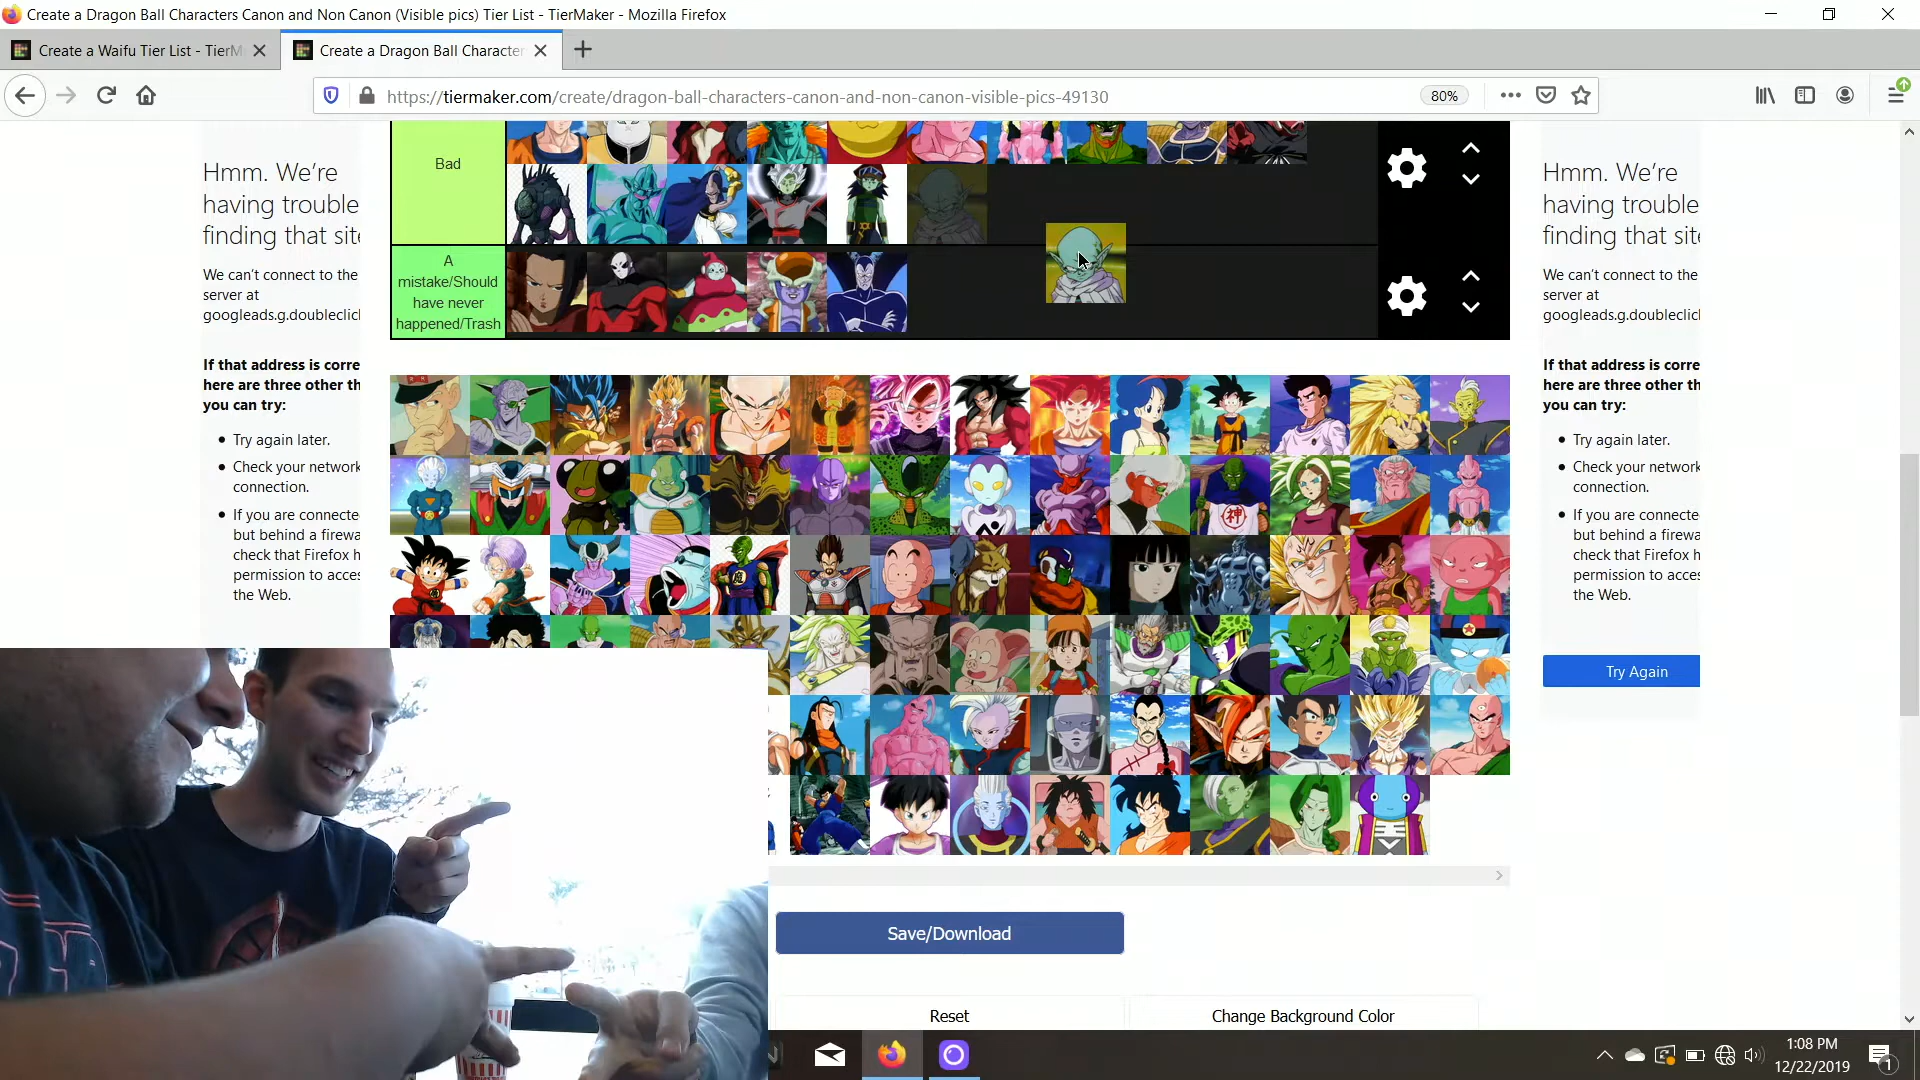 Create a Dragon Ball Characters Canon and Non Canon (Visible pics) Tier List - TierMaker - Mozilla Firefox
Create a Waifu Tier List - TierM
Create a Dragon Ball Character
https://tiermaker.com/create/dragon-ball-characters-canon-and-non-canon-visible-pics-49130
80%
Bad
A
mistake/Should
have never
happened/Trash
Hmm. We're
having trouble
finding that site
We can't connect to the
server at
googleads.g.doubleclick
If that address is corre
here are three other th
you can try:
Try again later.
Check your network
connection.
If you are connecte
but behind a firewa
check that Firefox h
permission to acces
the Web.
Hmm. We're
having trouble
finding that site
We can't connect to the
server at
googleads.g.doubleclick
If that address is corre
here are three other th
you can try:
Try again later.
Check your network
connection.
If you are connecte
but behind a firewa
check that Firefox h
permission to acces
the Web.
Try Again
神
Save/Download
Reset
Change Background Color
1:08 PM
12/22/2019
1